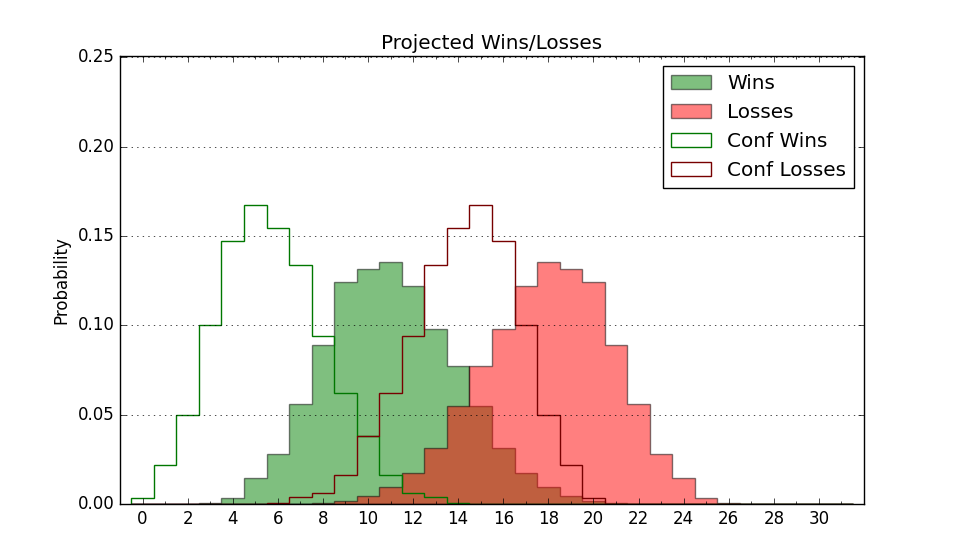 Projected Wins/Losses
0.25
0.20
0.15
0.10
0.05
0.00
Probability
Wins
Losses
Conf Wins
Conf Losses
0 2 4 6 8 10 12 14 16 18 20 22 24 26 28 30